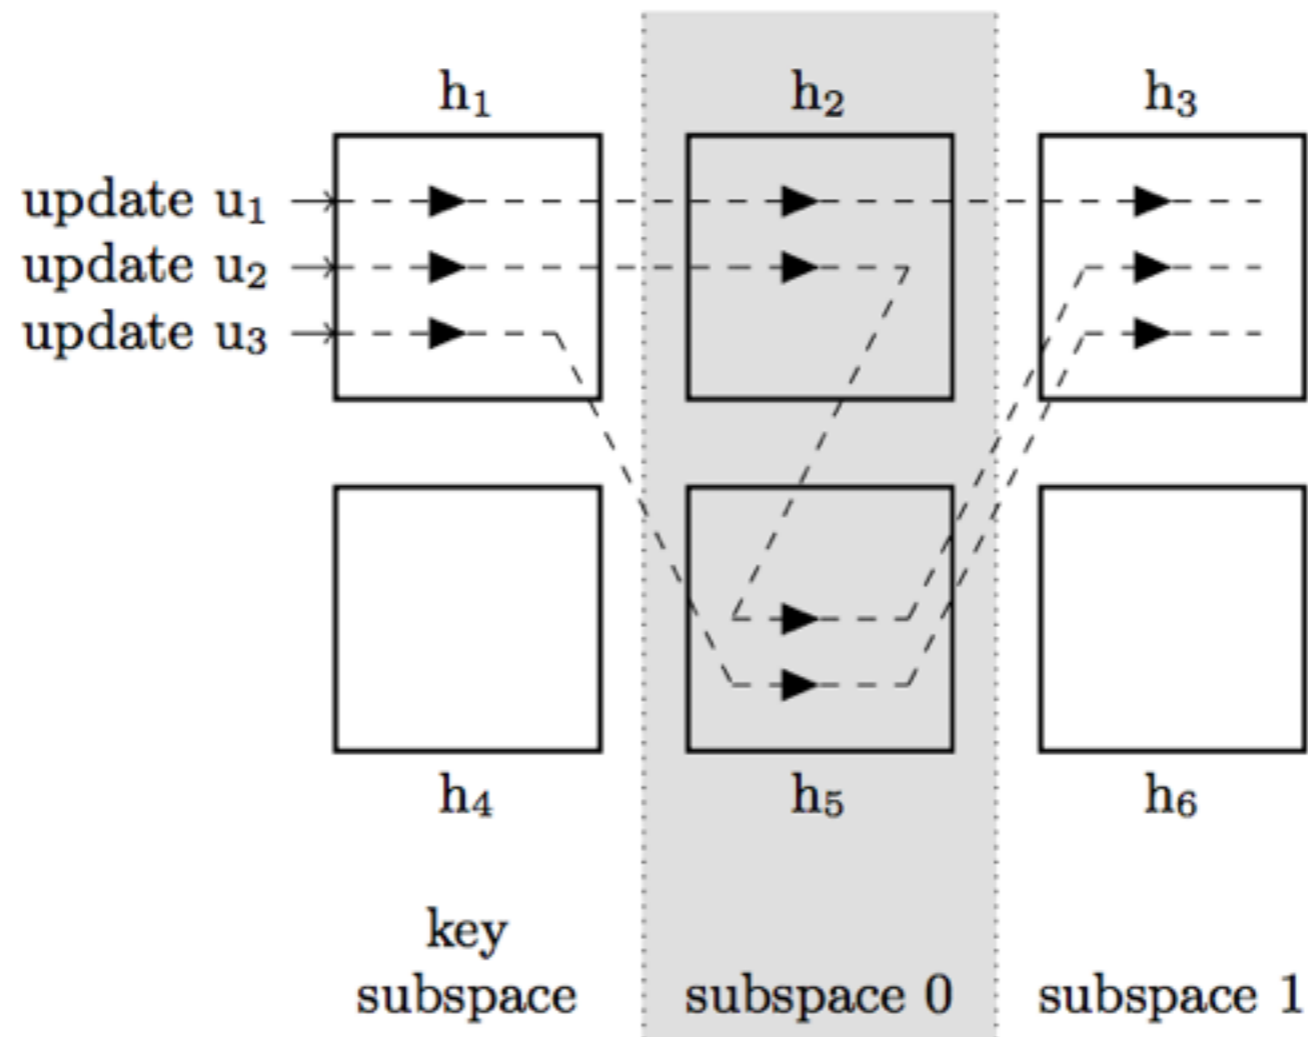 h₁ h₂ h₃
update u₁
update u₂
update u₃
h₄ h₅ h₆
key
subspace subspace 0 subspace 1